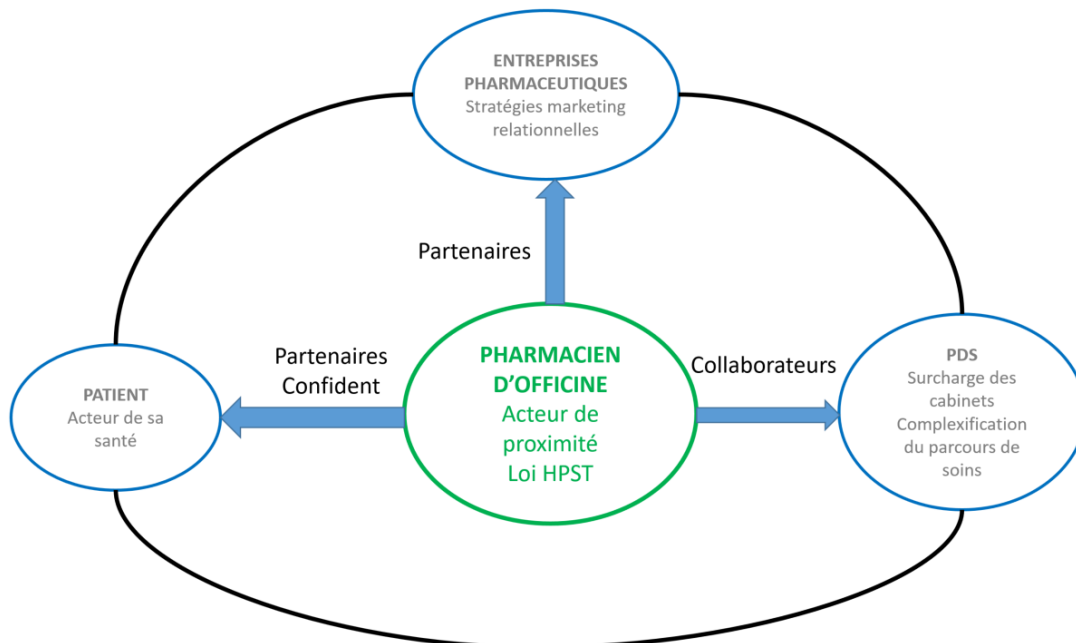 ENTREPRISES
PHARMACEUTIQUES
Stratégies marketing
relationnelles
Partenaires
PATIENT
Acteur de sa
santé
Partenaires
Confident
PHARMACIEN
D’OFFICINE
Acteur de
proximité
Loi HPST
Collaborateurs
PDS
Surcharge des
cabinets
Complexification
du parcours de
soins